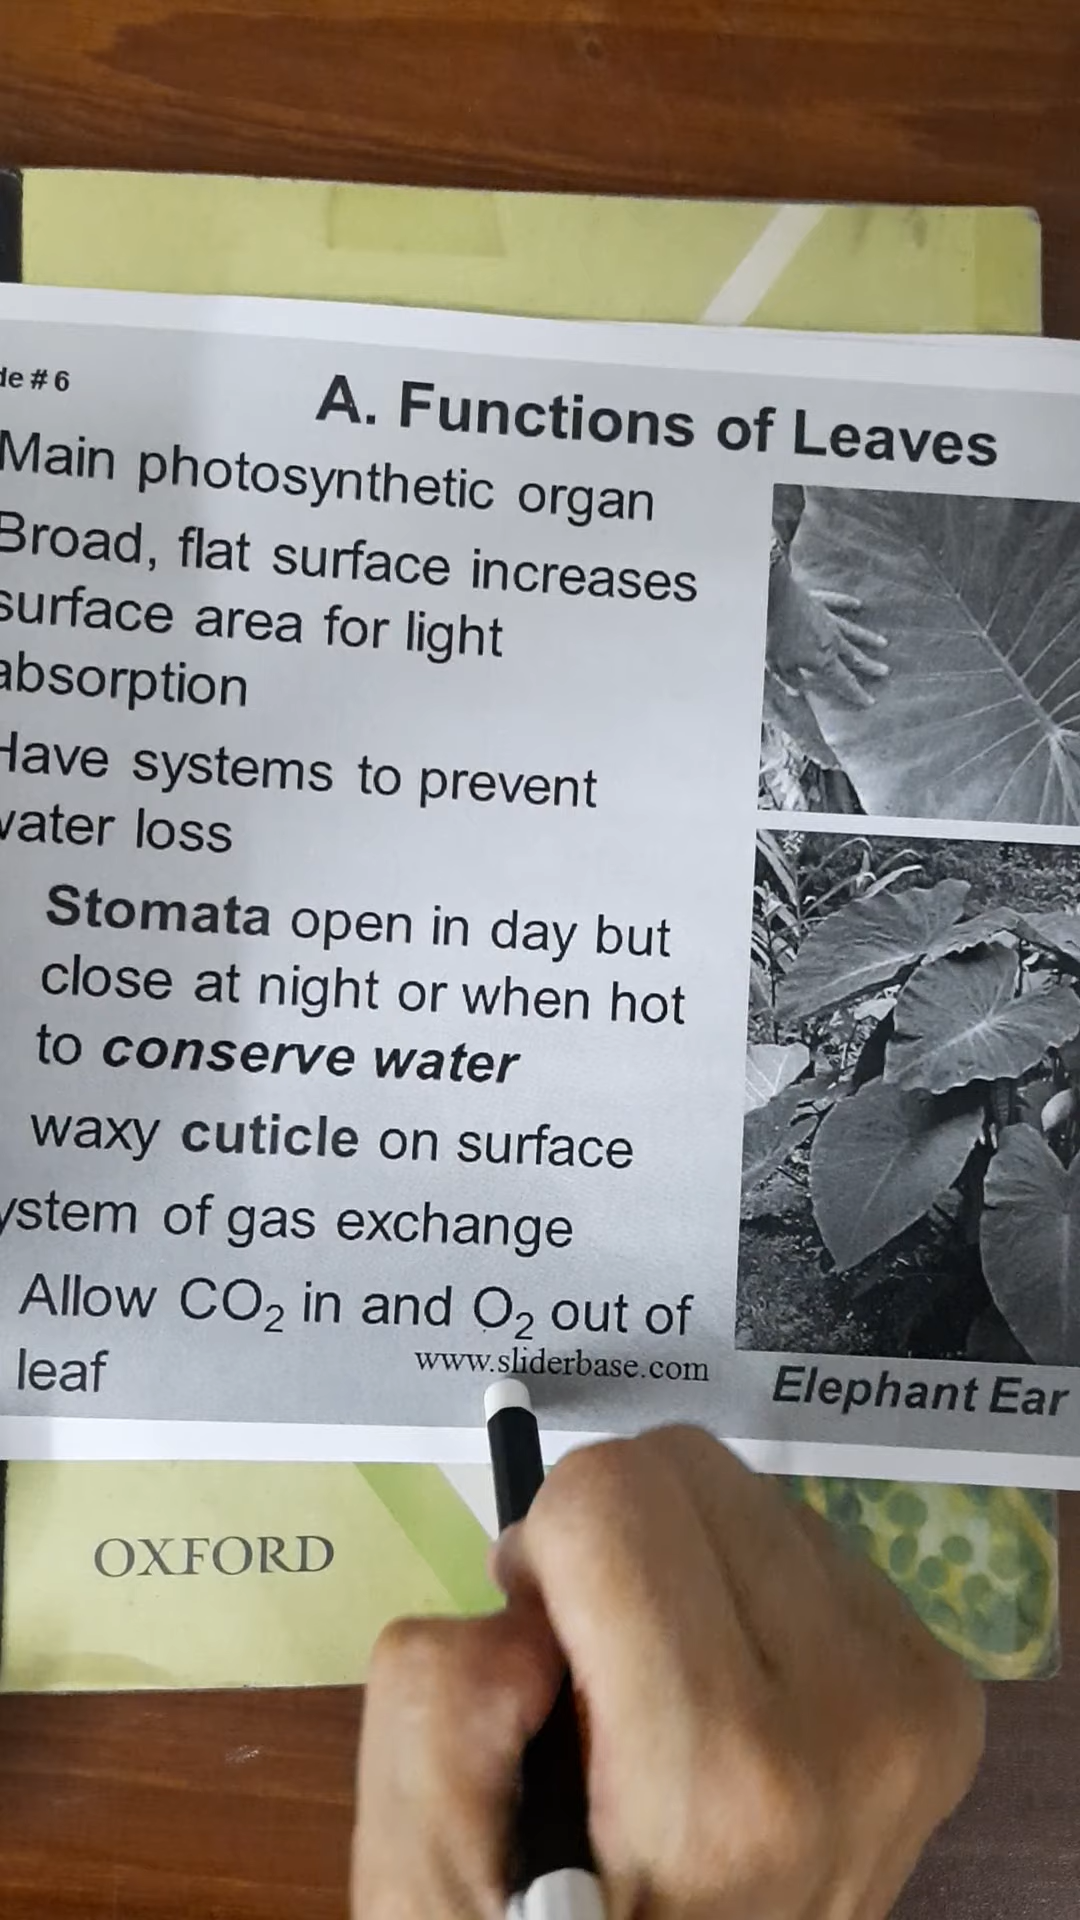 de # 6
A. Functions of Leaves
Main photosynthetic organ
Broad, flat surface increases
surface area for light
absorption
Have systems to prevent
water loss
Stomata open in day but
close at night or when hot
to conserve water
waxy cuticle on surface
ystem of gas exchange
Allow CO₂ in and O₂ out of
leaf
www.sliderbase.com
Elephant Ear
OXFORD